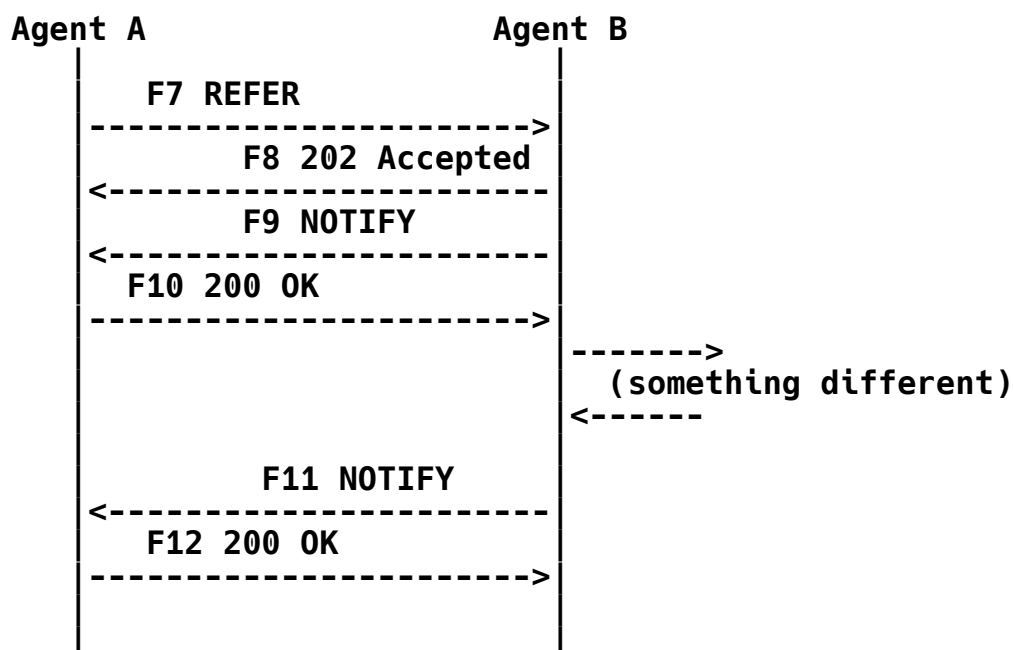 Agent A Agent B
F7 REFER
----------------------->
F8 202 Accepted
<-----------------------
F9 NOTIFY
<-----------------------
F10 200 OK
----------------------->
------->
(something different)
<------
F11 NOTIFY
<-----------------------
F12 200 OK
----------------------->